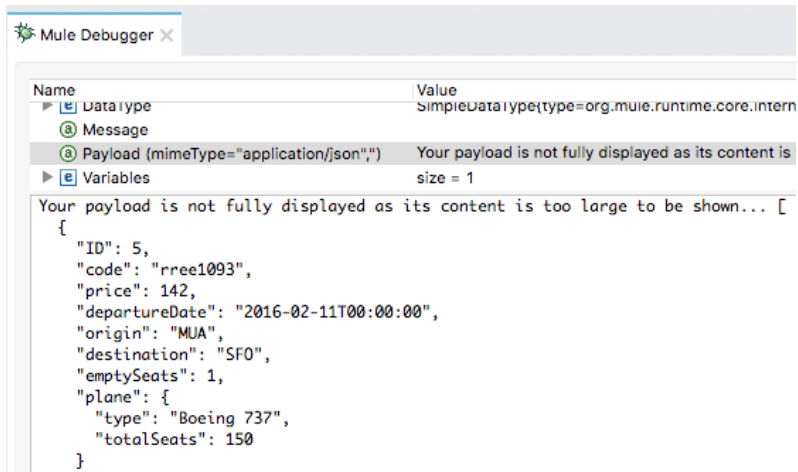 Mule Debugger
Name Value
DataType SimpleDataType{type=org.mule.runtime.core.intern
Message
Payload (mimeType="application/json",") Your payload is not fully displayed as its content is
Variables size = 1
Your payload is not fully displayed as its content is too large to be shown... [
{
"ID": 5,
"code": "rree1093",
"price": 142,
"departureDate": "2016-02-11T00:00:00",
"origin": "MUA",
"destination": "SFO",
"emptySeats": 1,
"plane": {
"type": "Boeing 737",
"totalSeats": 150
}